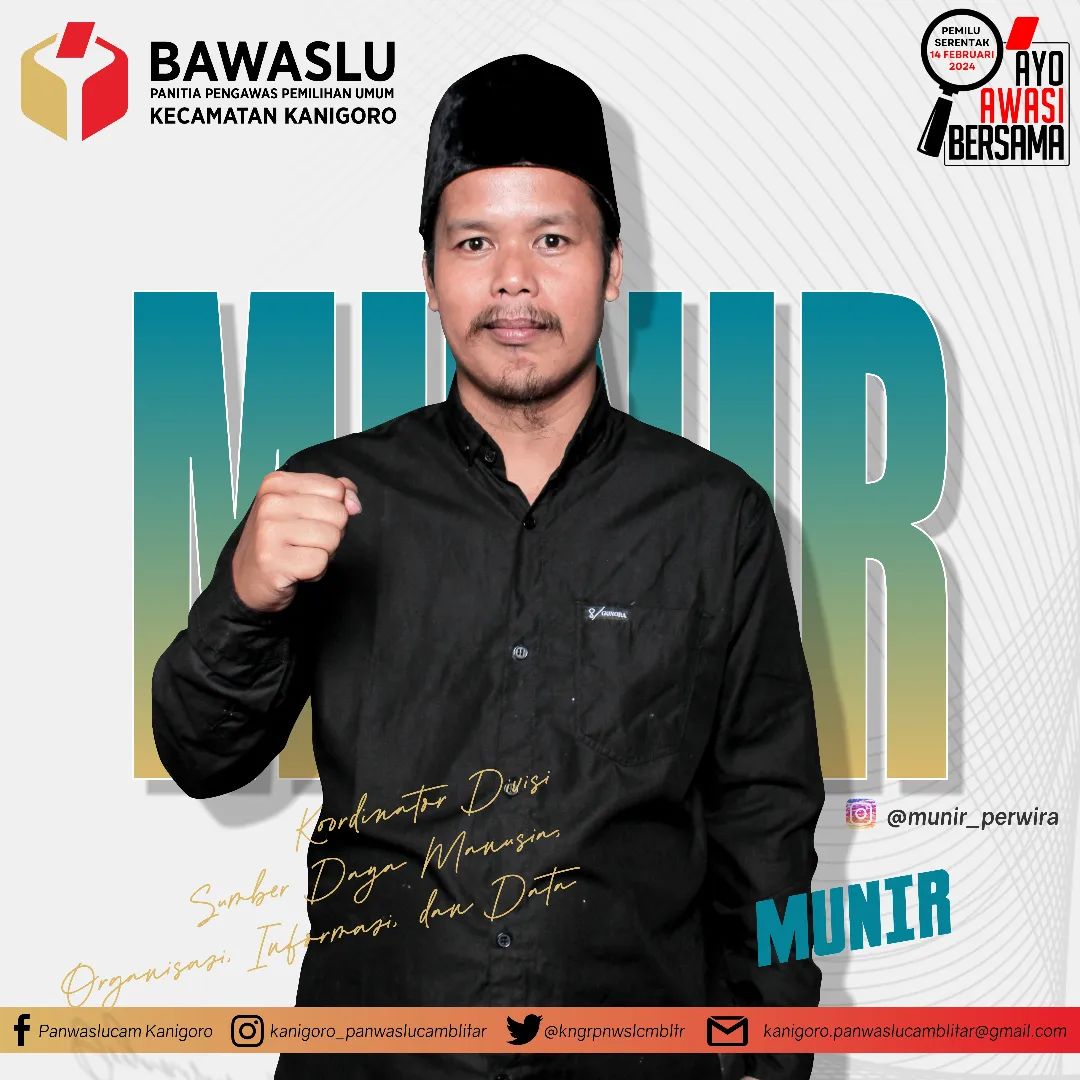 BAWASLU
PANITIA PENGAWAS PEMILIHAN UMUM
KECAMATAN KANIGORO
PEMILU
SERENTAK
14 FEBRUARI
2024
AYO
AWASI
BERSAMA
MUNIR
GUNORA
Koordinator Divisi
Sumber Daya Manusia,
Organisasi, Informasi, dan Data
@munir_perwira
MUNIR
Panwaslucam Kanigoro
kanigoro_panwaslucamblitar
@kngrpnwslcmbltr
kanigoro.panwaslucamblitar@gmail.com